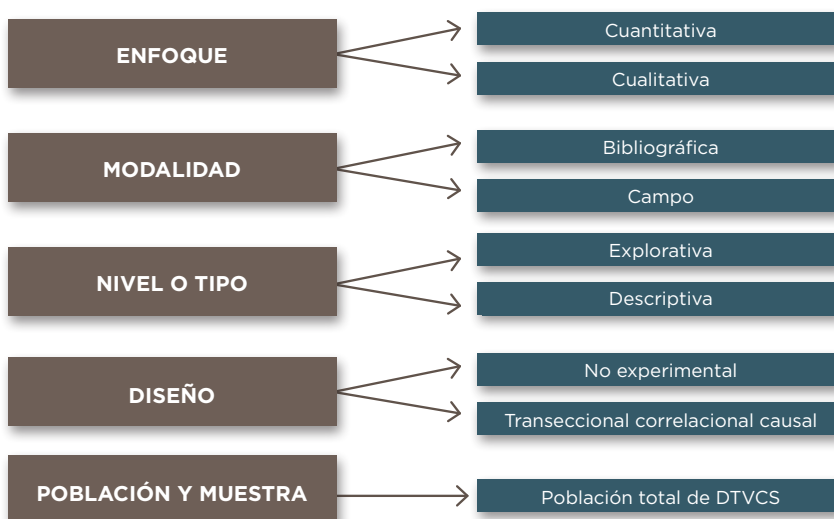 ENFOQUE
Cuantitativa
Cualitativa
MODALIDAD
Bibliográfica
Campo
NIVEL O TIPO
Explorativa
Descriptiva
DISEÑO
No experimental
Transeccional correlacional causal
POBLACIÓN Y MUESTRA
Población total de DTVCS